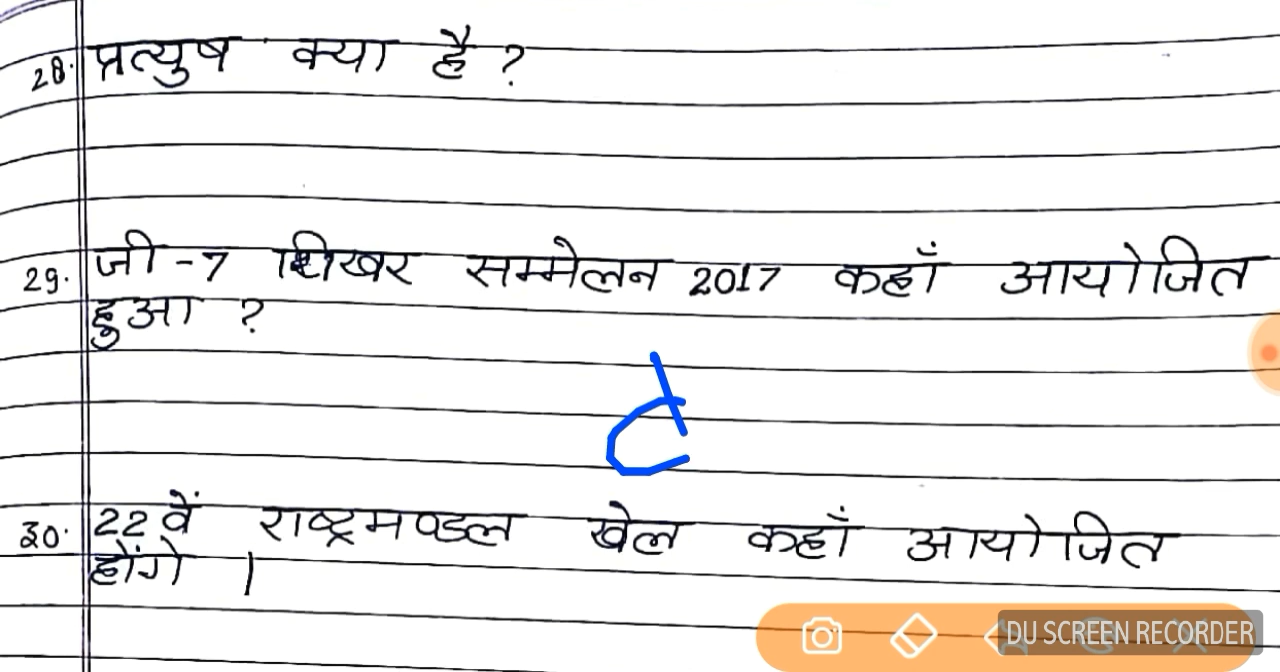 28. प्रत्युष क्या है ?
29. जी-7 शिखर सम्मेलन 2017 कहाँ आयोजित
हुआ ?
d
30. 22वें राष्ट्रमण्डल खेल कहाँ आयोजित
होंगे ।
DU SCREEN RECORDER